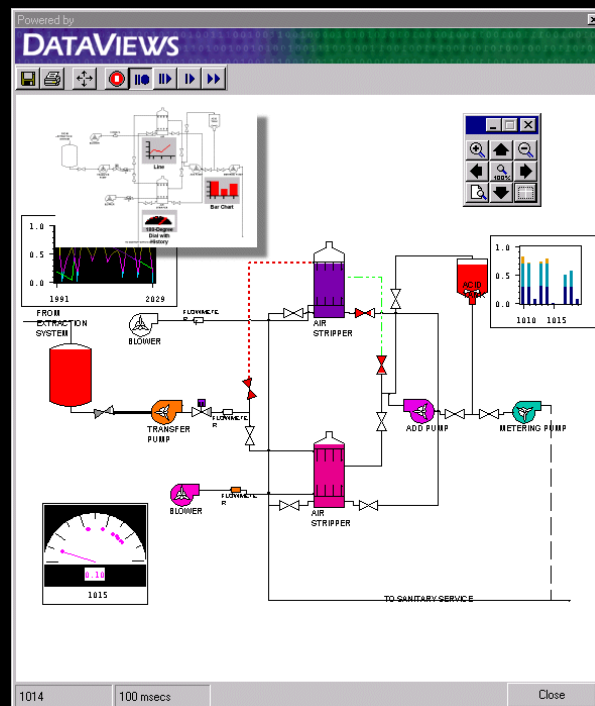 Powered by
DATAVIEWS
Line
Bar Chart
180-Degree
Dial with
History
1.0
0.5
0.0
1991
2029
FROM
EXTRACTION
SYSTEM
BLOWER
FLOWMETE
R
AIR
STRIPPER
ACID
TANK
1.0
0.5
0.0
1010
1015
100%
TRANSFER
PUMP
FLOWMETE
R
ADD PUMP
METERING PUMP
BLOWER
FLOWMETE
R
AIR
STRIPPER
0.10
1015
TO SANITARY SERVICE
1014
100 msecs
Close